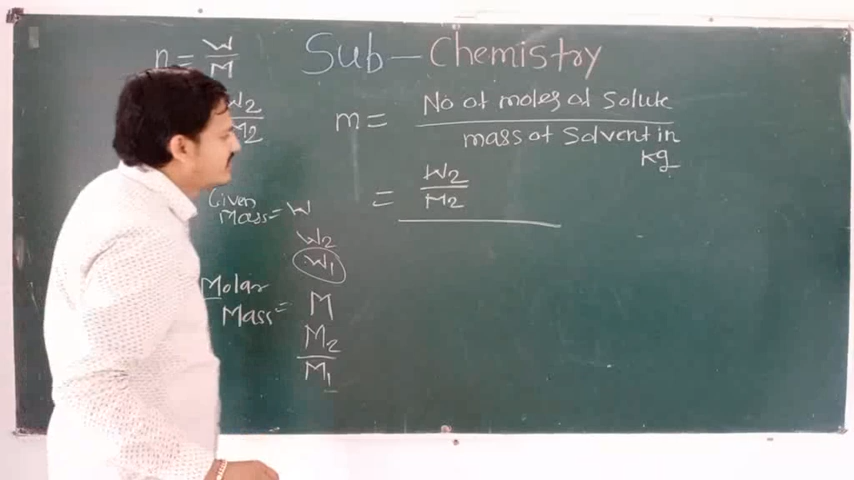 Sub-Chemistry
n = W
M
W2
M2
m = No of moles of Solute
mass of Solvent in
Kg
= W2
M2
Given
Mass = W
W2
W1
Molar
Mass = M
M2
M1